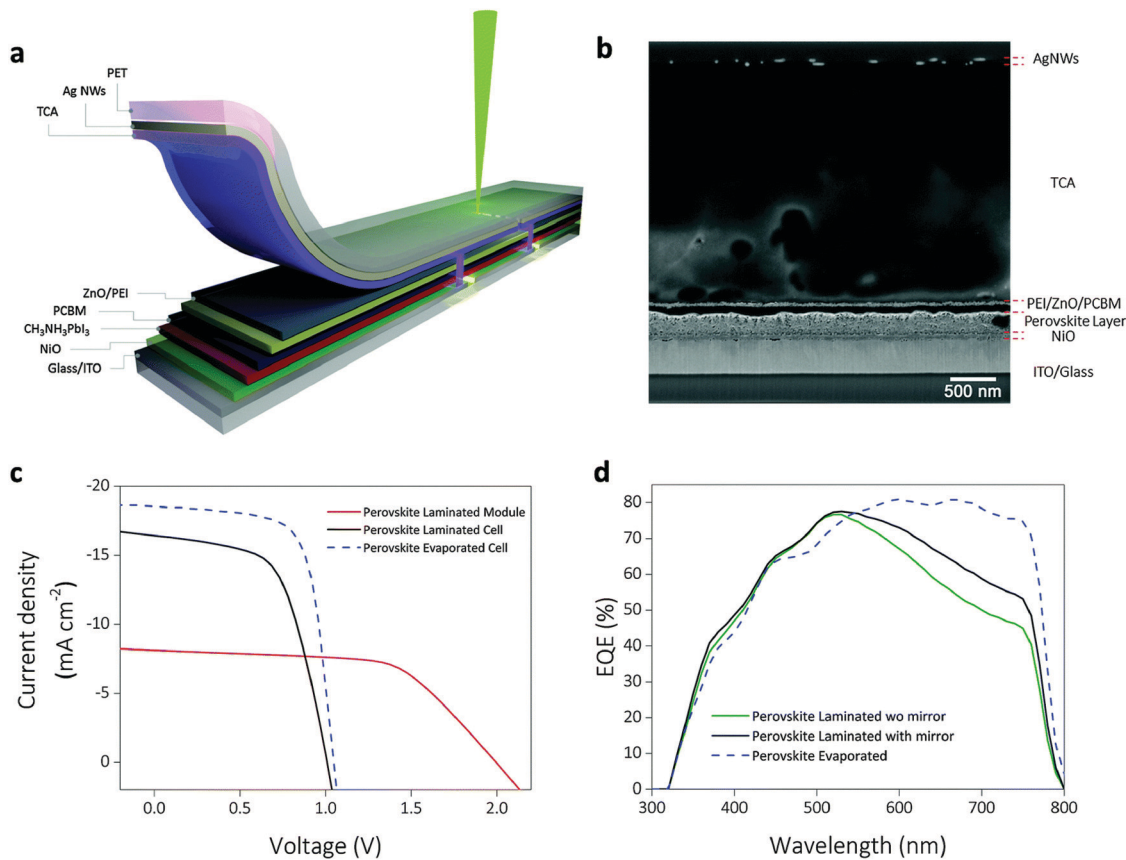 a
PET
Ag NWs
TCA
ZnO/PEI
PCBM
CH₃NH₃PbI₃
NiO
Glass/ITO
b
AgNWs
TCA
PEI/ZnO/PCBM
Perovskite Layer
NiO
ITO/Glass
500 nm
c
-20
-15
-10
-5
0
Current density
(mA cm⁻²)
Perovskite Laminated Module
Perovskite Laminated Cell
Perovskite Evaporated Cell
0.0
0.5
1.0
1.5
2.0
Voltage (V)
d
80
70
60
50
40
30
20
10
0
EQE (%)
Perovskite Laminated wo mirror
Perovskite Laminated with mirror
Perovskite Evaporated
300
400
500
600
700
800
Wavelength (nm)